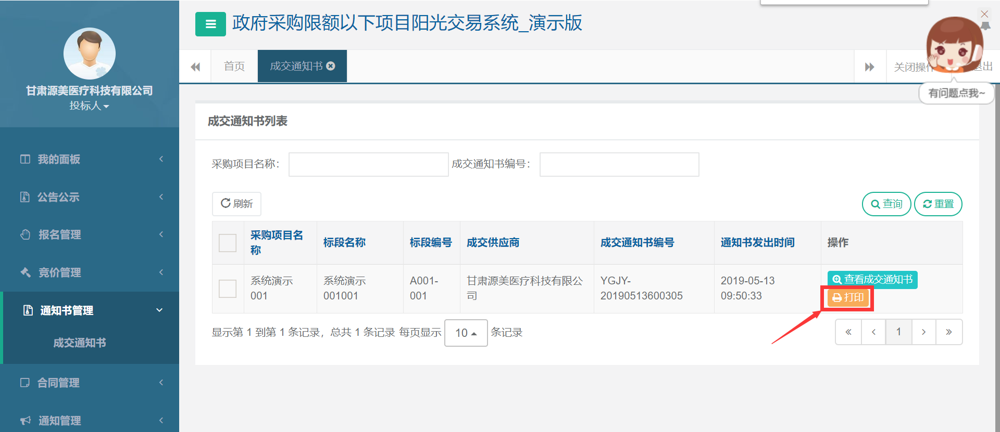 政府采购限额以下项目阳光交易系统_演示版
首页
成交通知书
关闭操作
退出
有问题点我~
甘肃源美医疗科技有限公司
投标人
我的面板
公告公示
报名管理
竞价管理
通知书管理
成交通知书
合同管理
通知管理
成交通知书列表
采购项目名称： 成交通知书编号：
刷新 查询 重置
采购项目名称 标段名称 标段编号 成交供应商 成交通知书编号 通知书发出时间 操作
系统演示001 系统演示001001 A001-001 甘肃源美医疗科技有限公司 YGJY-20190513600305 2019-05-13 09:50:33 查看成交通知书
打印
显示第 1 到第 1 条记录，总共 1 条记录 每页显示 10 条记录
« ‹ 1 › »